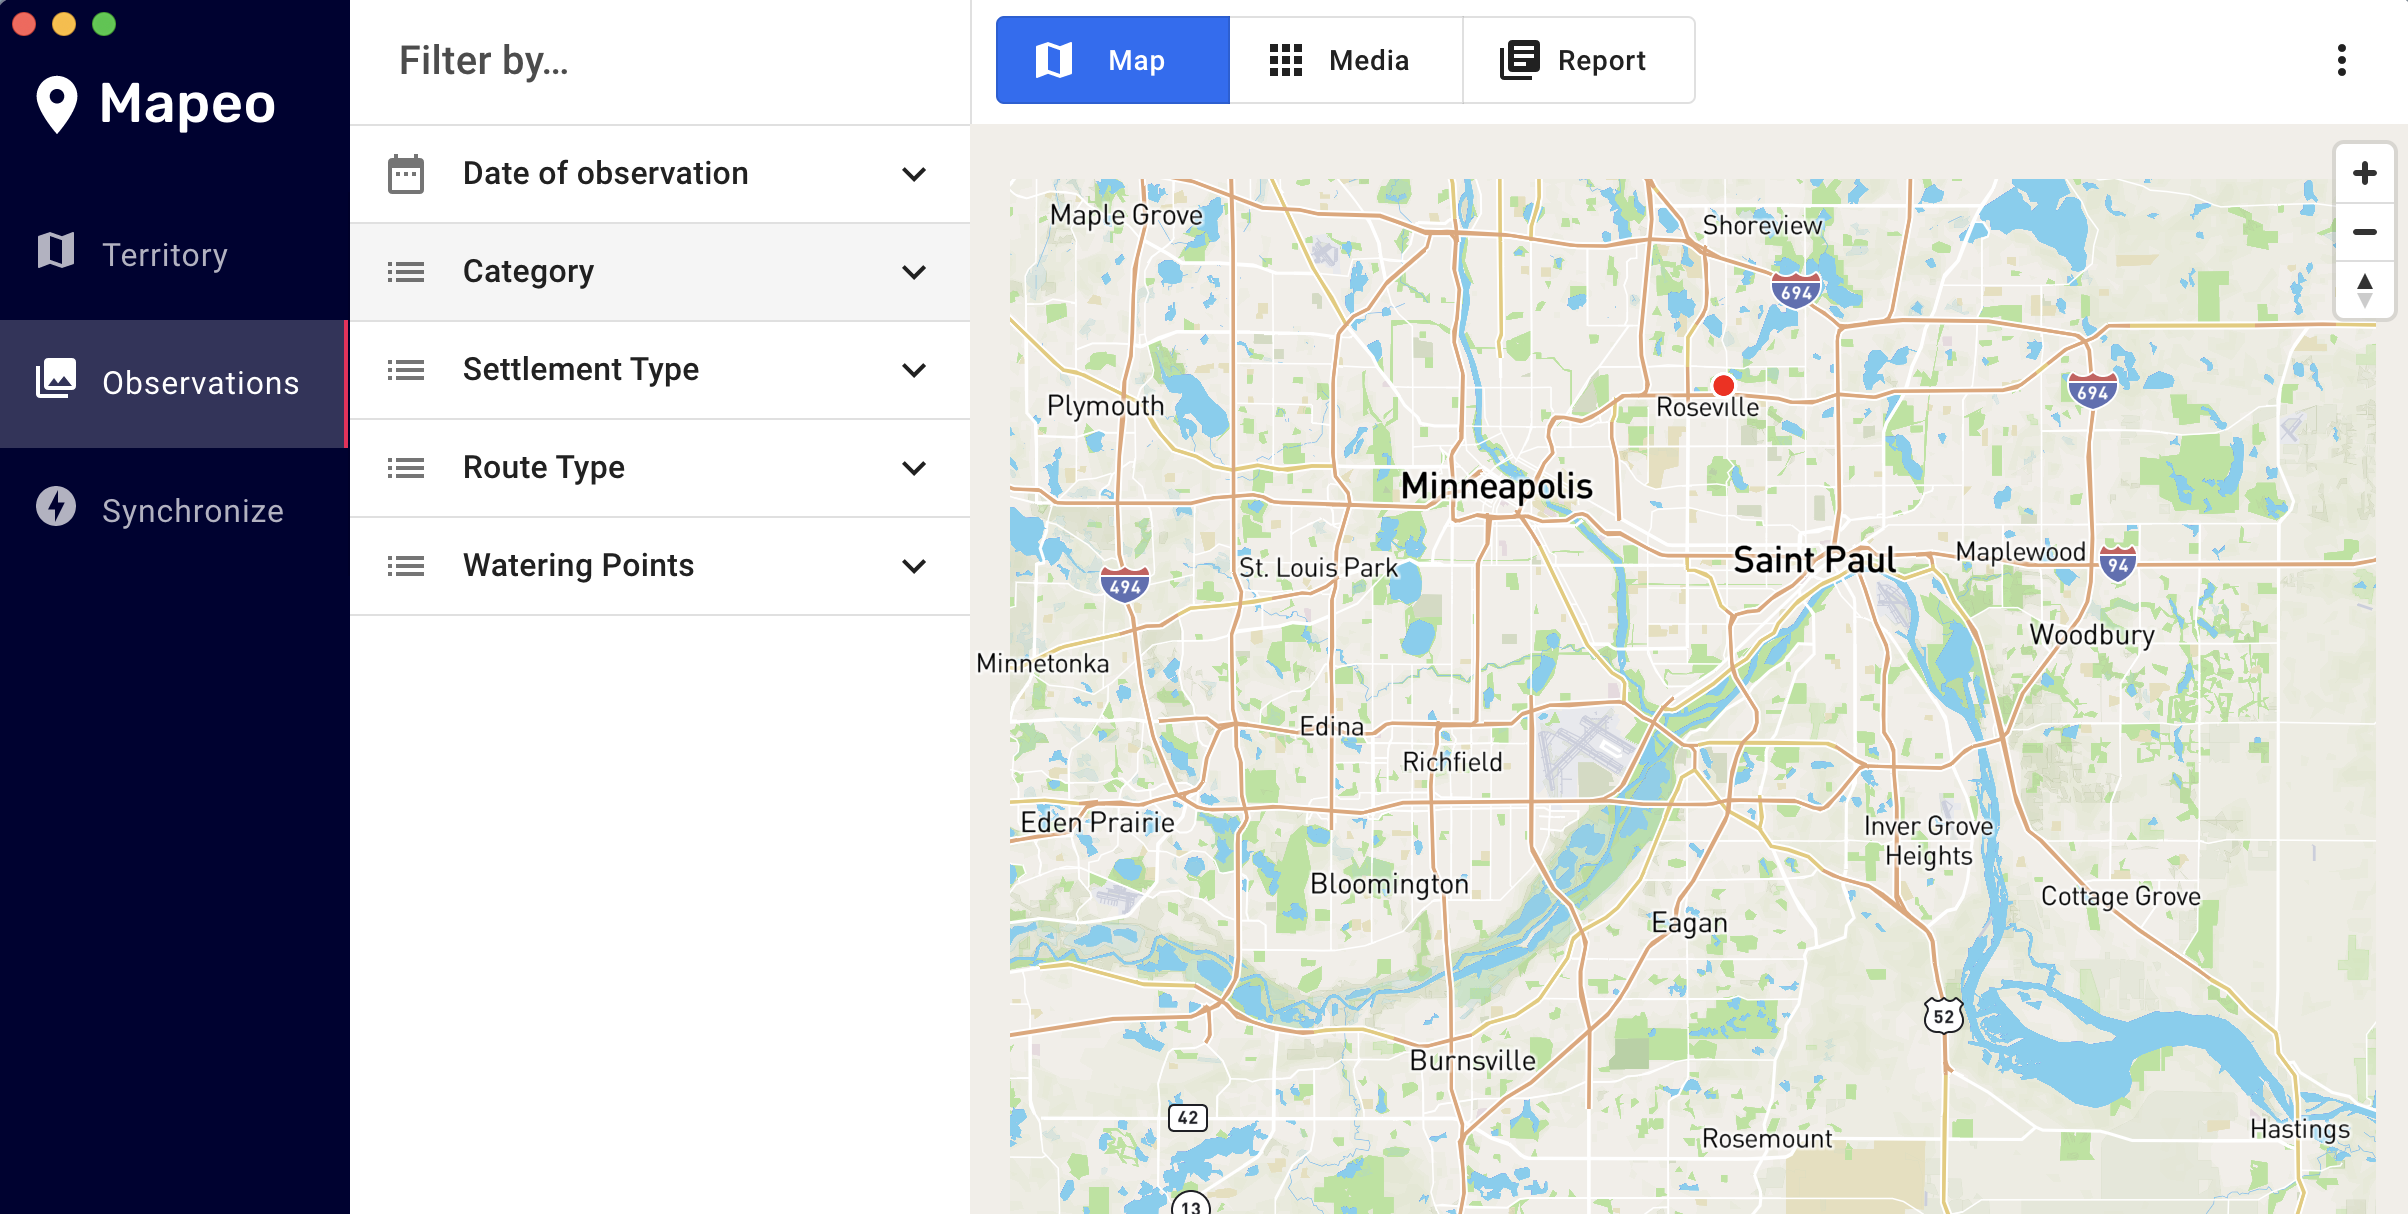 Mapeo
Territory
Observations
Synchronize
Filter by...
Date of observation
Category
Settlement Type
Route Type
Watering Points
Map
Media
Report
Maple Grove
Shoreview
694
Plymouth
Roseville
694
Minneapolis
Saint Paul
Maplewood
94
St. Louis Park
494
Woodbury
Minnetonka
Edina
Richfield
Eden Prairie
Inver Grove
Heights
Bloomington
Cottage Grove
Eagan
52
Burnsville
42
Rosemount
Hastings
13